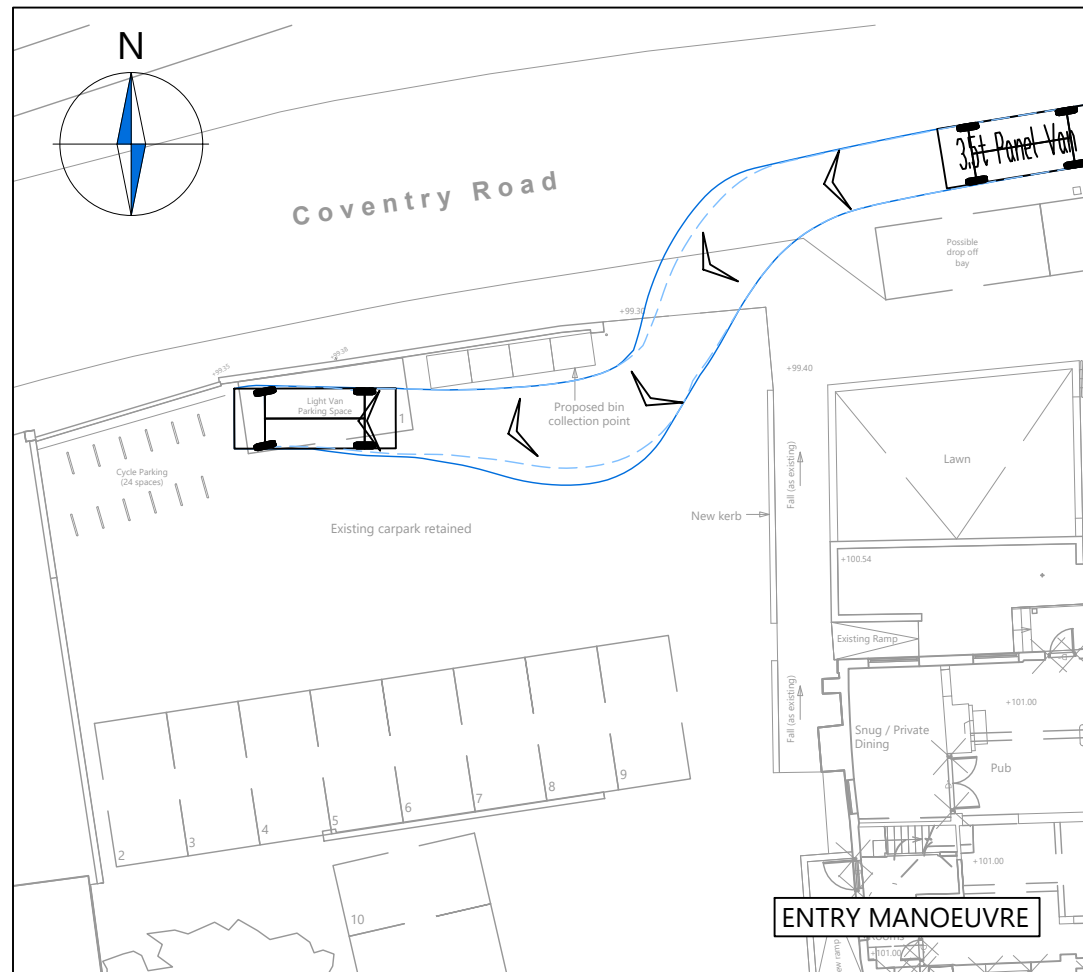 N
Coventry Road
3.5t Panel Van
Possible
drop off
bay
+99.30
+99.38
+99.35
+99.40
Light Van
Parking Space
1
Proposed bin
collection point
Cycle Parking
(24 spaces)
Lawn
Fall (as existing)
New kerb
Existing carpark retained
+100.54
Existing Ramp
Fall (as existing)
+101.00
Snug / Private
Dining
Pub
9
8
7
6
5
4
3
2
+101.00
10
ENTRY MANOEUVRE
+101.00